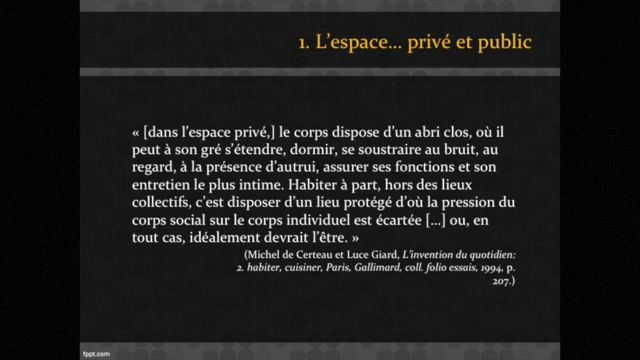 1. L’espace… privé et public
« [dans l’espace privé,] le corps dispose d’un abri clos, où il
peut à son gré s’étendre, dormir, se soustraire au bruit, au
regard, à la présence d’autrui, assurer ses fonctions et son
entretien le plus intime. Habiter à part, hors des lieux
collectifs, c’est disposer d’un lieu protégé d’où la pression du
corps social sur le corps individuel est écartée […] ou, en
tout cas, idéalement devrait l’être. »
(Michel de Certeau et Luce Giard, L’invention du quotidien:
2. habiter, cuisiner, Paris, Gallimard, coll. folio essais, 1994, p.
207.)
fppt.com